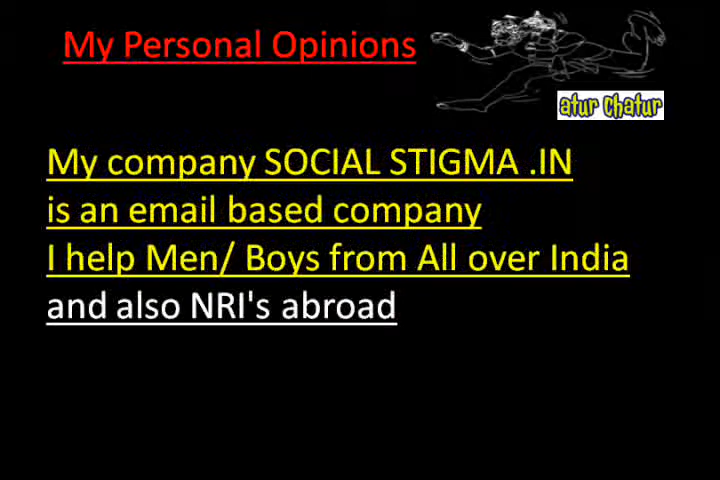 My Personal Opinions
atur chatur
My company SOCIAL STIGMA .IN
is an email based company
I help Men/ Boys from All over India
and also NRI's abroad